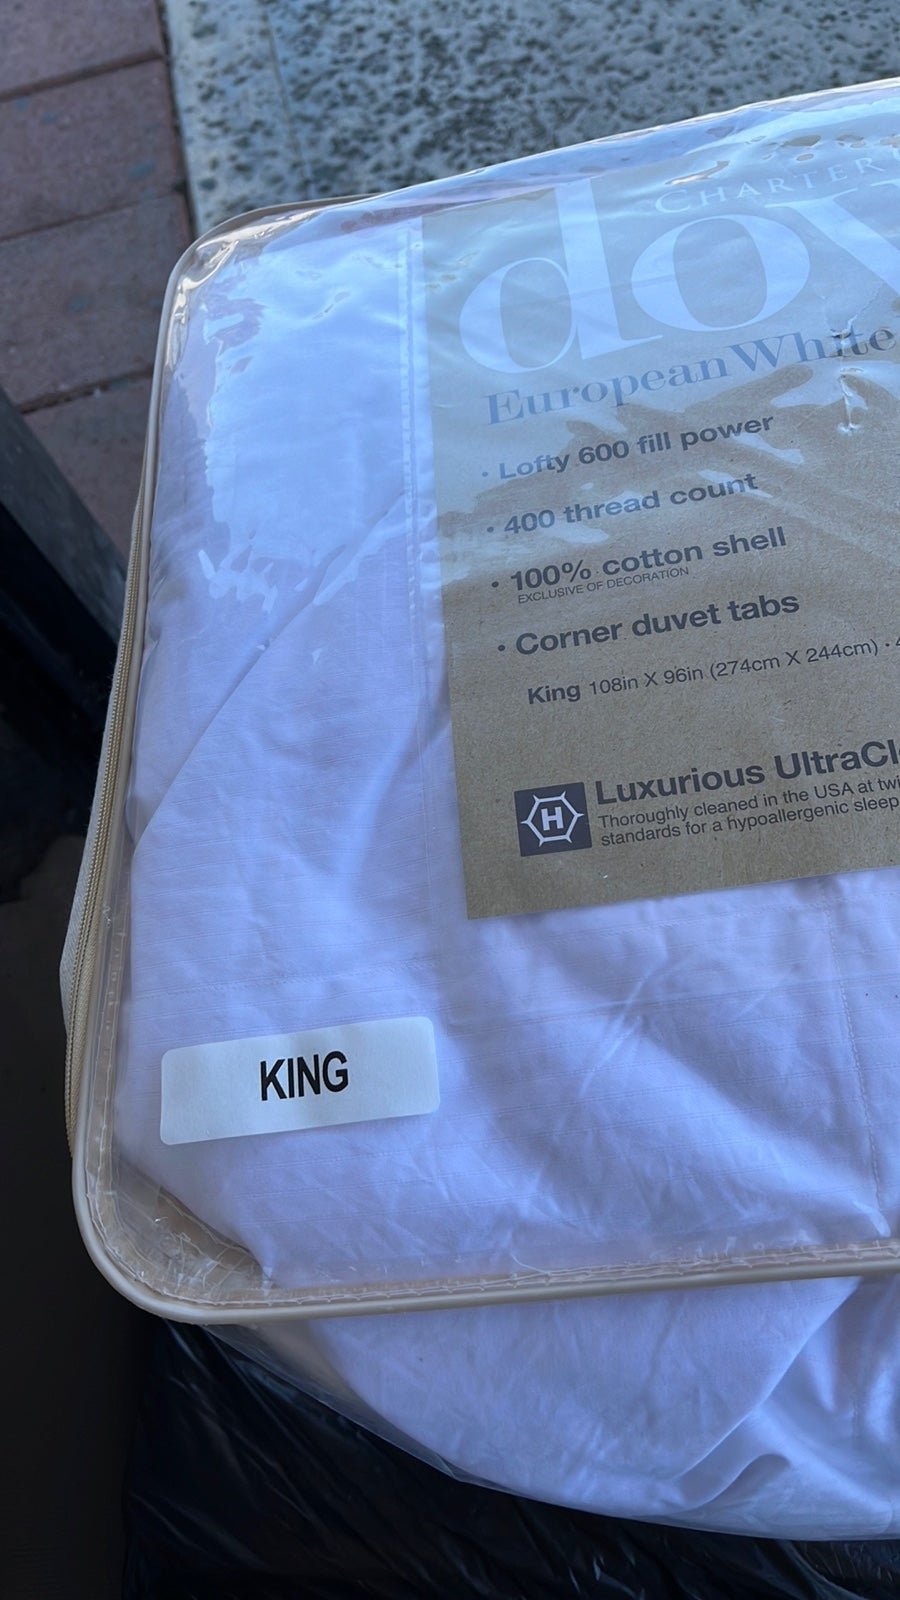 CHARTER
do
European White
• Lofty 600 fill power
• 400 thread count
• 100% cotton shell
EXCLUSIVE OF DECORATION
• Corner duvet tabs
King 108in X 96in (274cm X 244cm) •
H
Luxurious UltraCl
Thoroughly cleaned in the USA at twi
standards for a hypoallergenic sleep
KING